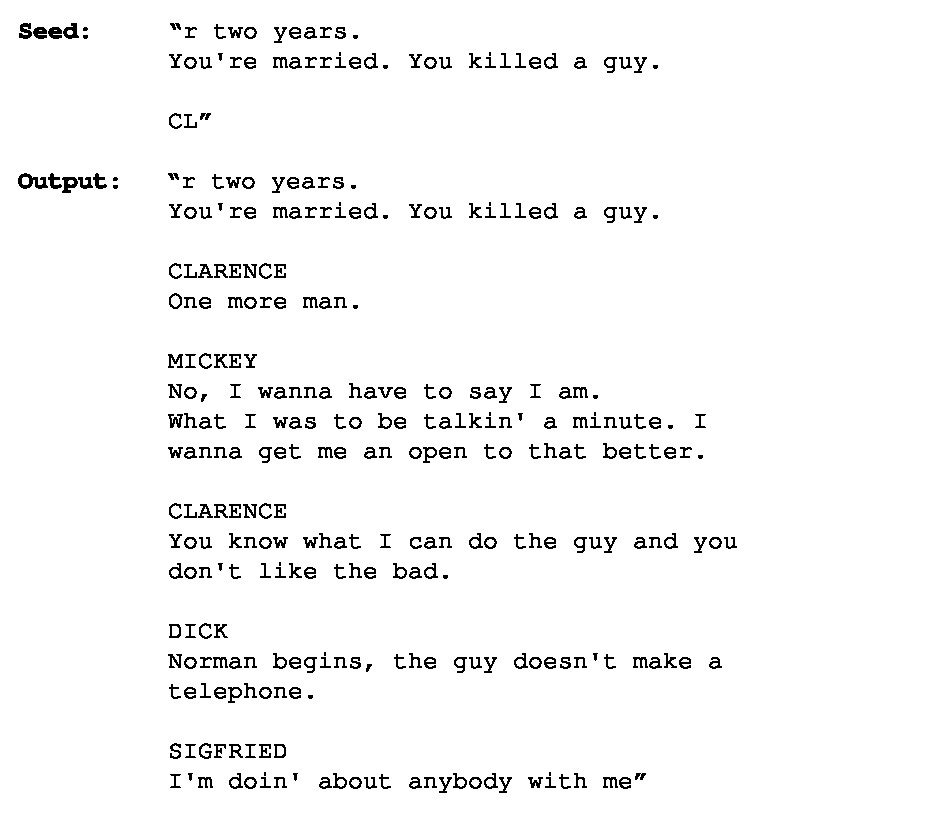 Seed: "r two years.
You're married. You killed a guy.
CL"
Output: "r two years.
You're married. You killed a guy.
CLARENCE
One more man.
MICKEY
No, I wanna have to say I am.
What I was to be talkin' a minute. I
wanna get me an open to that better.
CLARENCE
You know what I can do the guy and you
don't like the bad.
DICK
Norman begins, the guy doesn't make a
telephone.
SIGFRIED
I'm doin' about anybody with me"